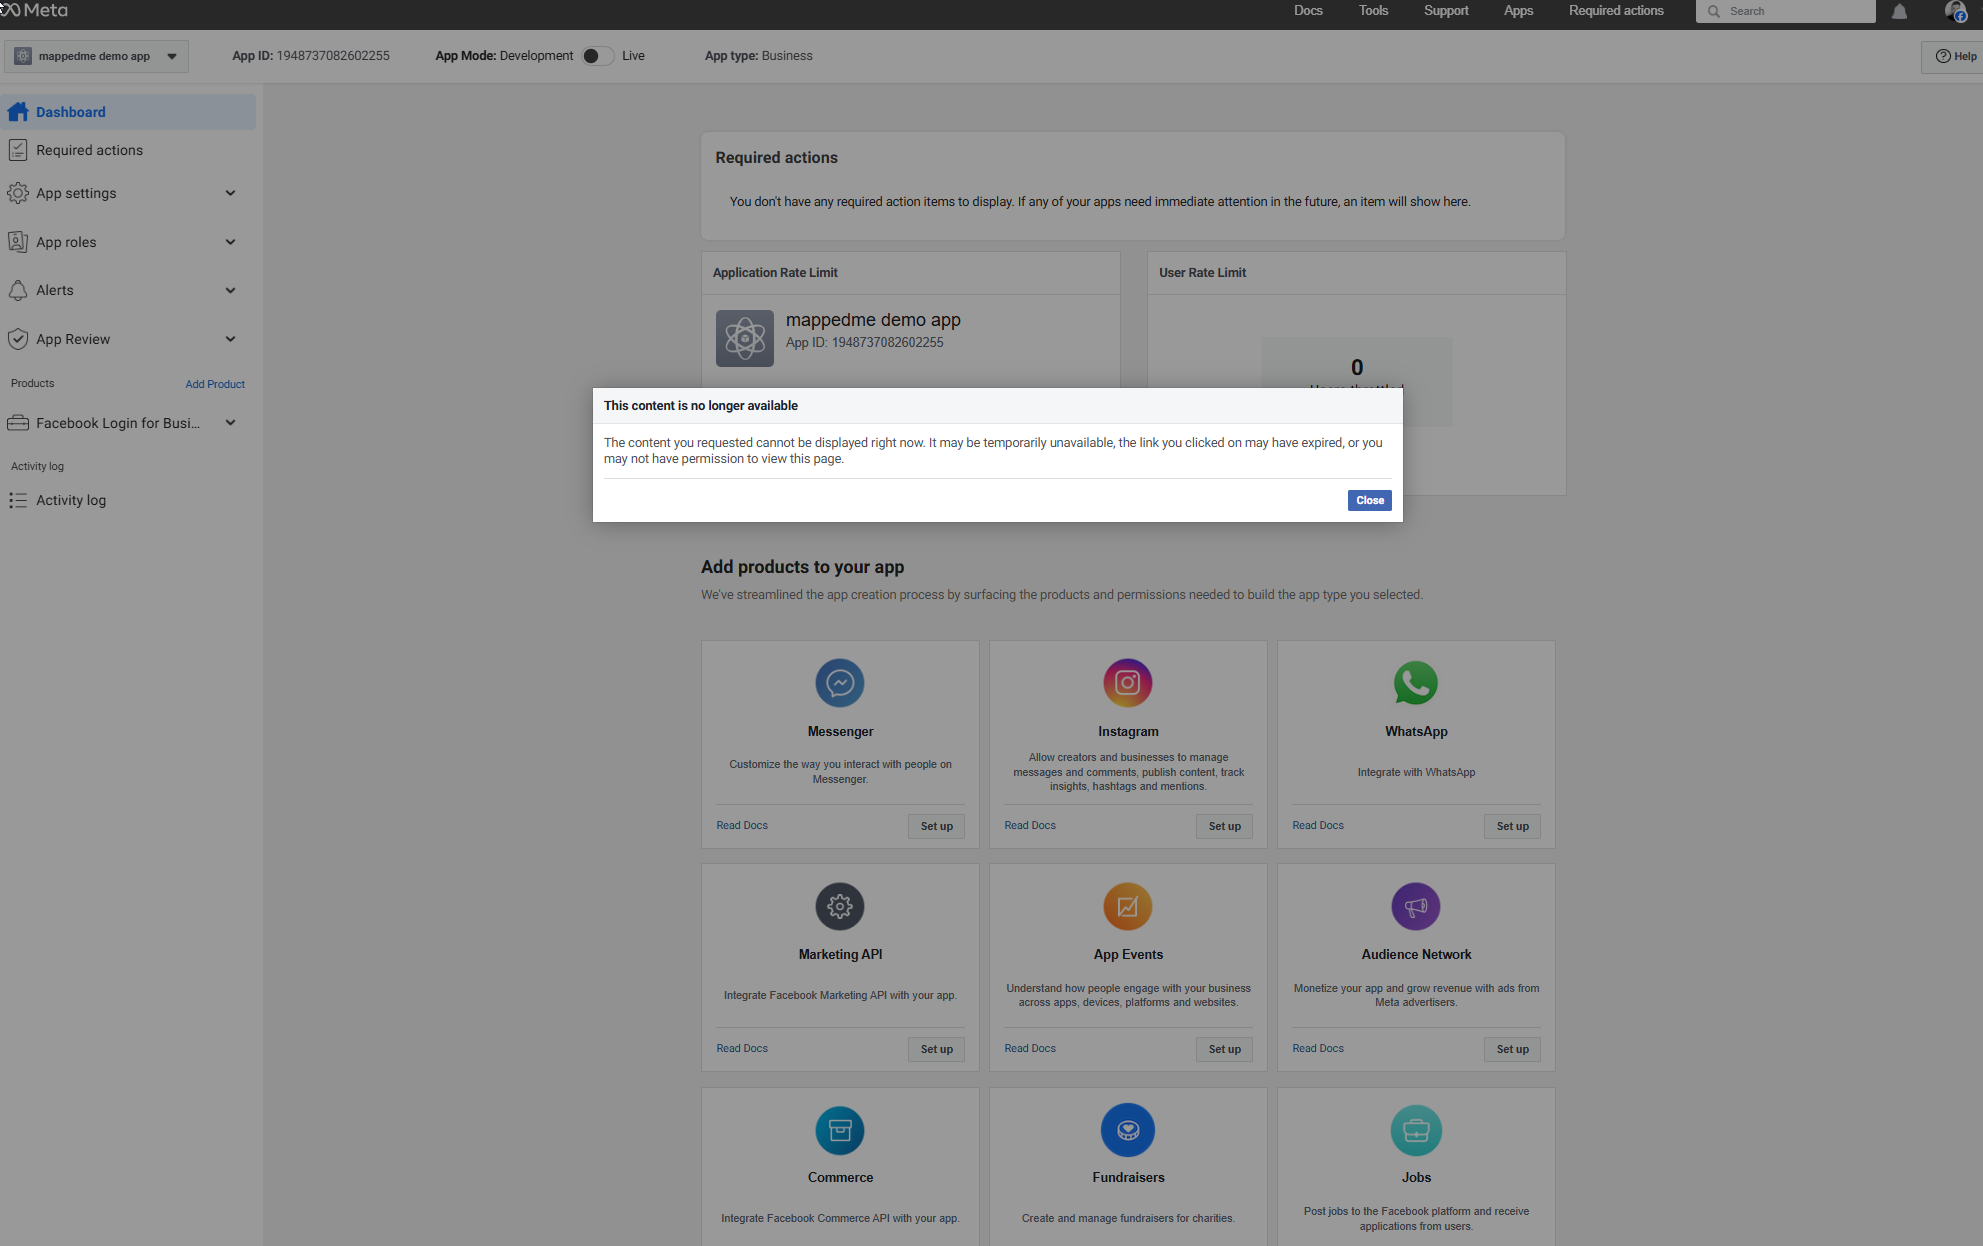 Meta
Docs
Tools
Support
Apps
Required actions
Search
mappedme demo app
App ID: 1948737082602255
App Mode: Development
Live
App type: Business
Help
Dashboard
Required actions
App settings
App roles
Alerts
App Review
Products
Add Product
Facebook Login for Busi...
Activity log
Activity log
Required actions
You don't have any required action items to display. If any of your apps need immediate attention in the future, an item will show here.
Application Rate Limit
mappedme demo app
App ID: 1948737082602255
User Rate Limit
0
This content is no longer available
The content you requested cannot be displayed right now. It may be temporarily unavailable, the link you clicked on may have expired, or you
may not have permission to view this page.
Close
Add products to your app
We've streamlined the app creation process by surfacing the products and permissions needed to build the app type you selected.
Messenger
Customize the way you interact with people on
Messenger.
Read Docs
Set up
Instagram
Allow creators and businesses to manage
messages and comments, publish content, track
insights, hashtags and mentions.
Read Docs
Set up
WhatsApp
Integrate with WhatsApp
Read Docs
Set up
Marketing API
Integrate Facebook Marketing API with your app.
Read Docs
Set up
App Events
Understand how people engage with your business
across apps, devices, platforms and websites.
Read Docs
Set up
Audience Network
Monetize your app and grow revenue with ads from
Meta advertisers.
Read Docs
Set up
Commerce
Integrate Facebook Commerce API with your app.
Fundraisers
Create and manage fundraisers for charities.
Jobs
Post jobs to the Facebook platform and receive
applications from users.